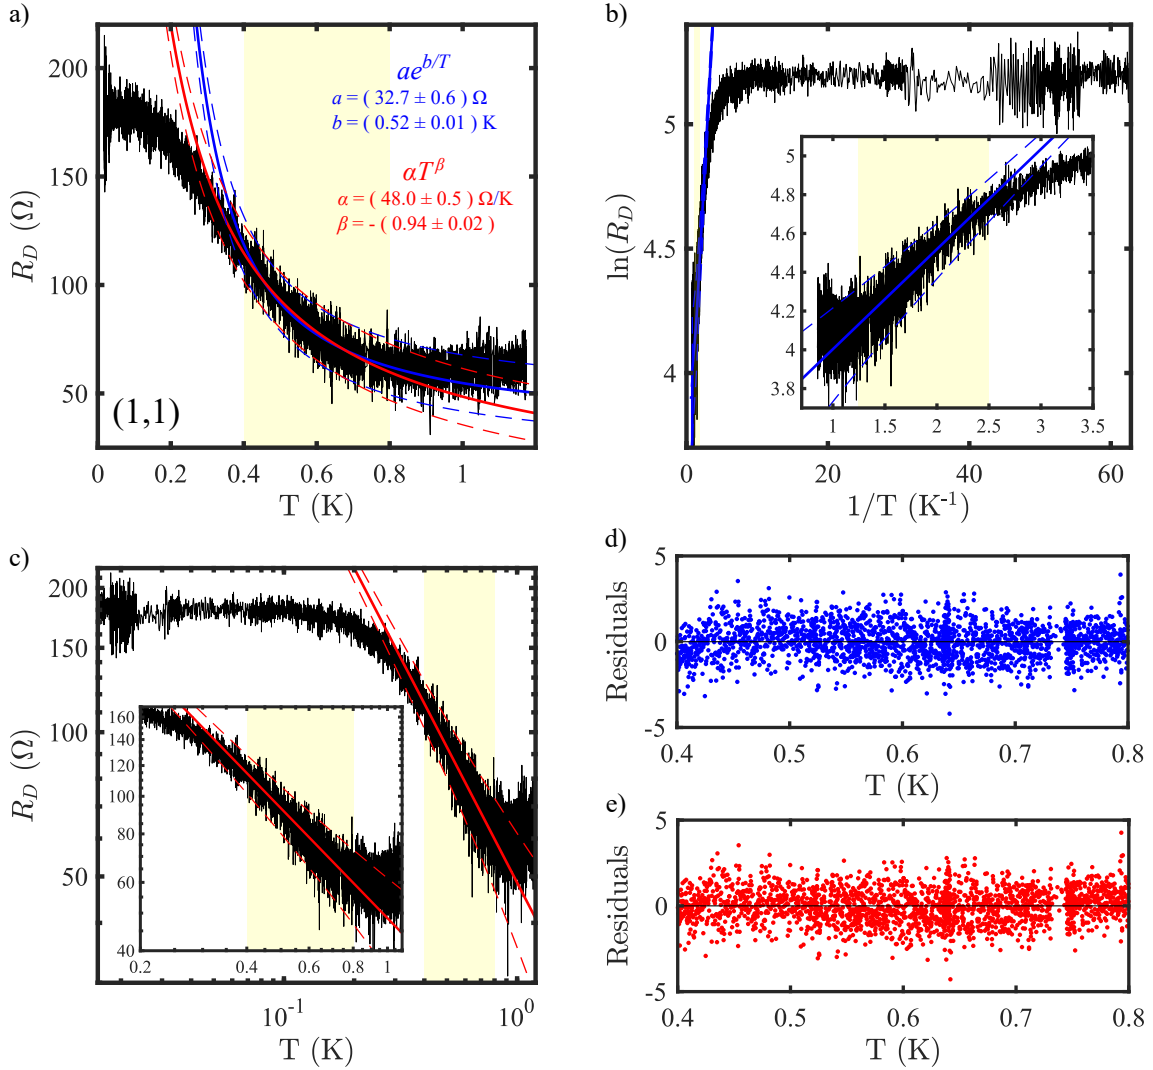 a)
200
150
100
50
R_D (Ω)
ae^{b/T}
a = ( 32.7 ± 0.6 ) Ω
b = ( 0.52 ± 0.01 ) K
αT^β
α = ( 48.0 ± 0.5 ) Ω/K
β = - ( 0.94 ± 0.02 )
(1,1)
0 0.2 0.4 0.6 0.8 1
T (K)
b)
5
4.5
4
ln(R_D)
5
4.8
4.6
4.4
4.2
4
3.8
1 1.5 2 2.5 3 3.5
0 20 40 60
1/T (K⁻¹)
c)
200
150
100
50
R_D (Ω)
160
140
120
100
80
60
40
0.2 0.4 0.6 0.8 1
10⁻¹ 10⁰
T (K)
d)
5
0
-5
Residuals
0.4 0.5 0.6 0.7 0.8
T (K)
e)
5
0
-5
Residuals
0.4 0.5 0.6 0.7 0.8
T (K)